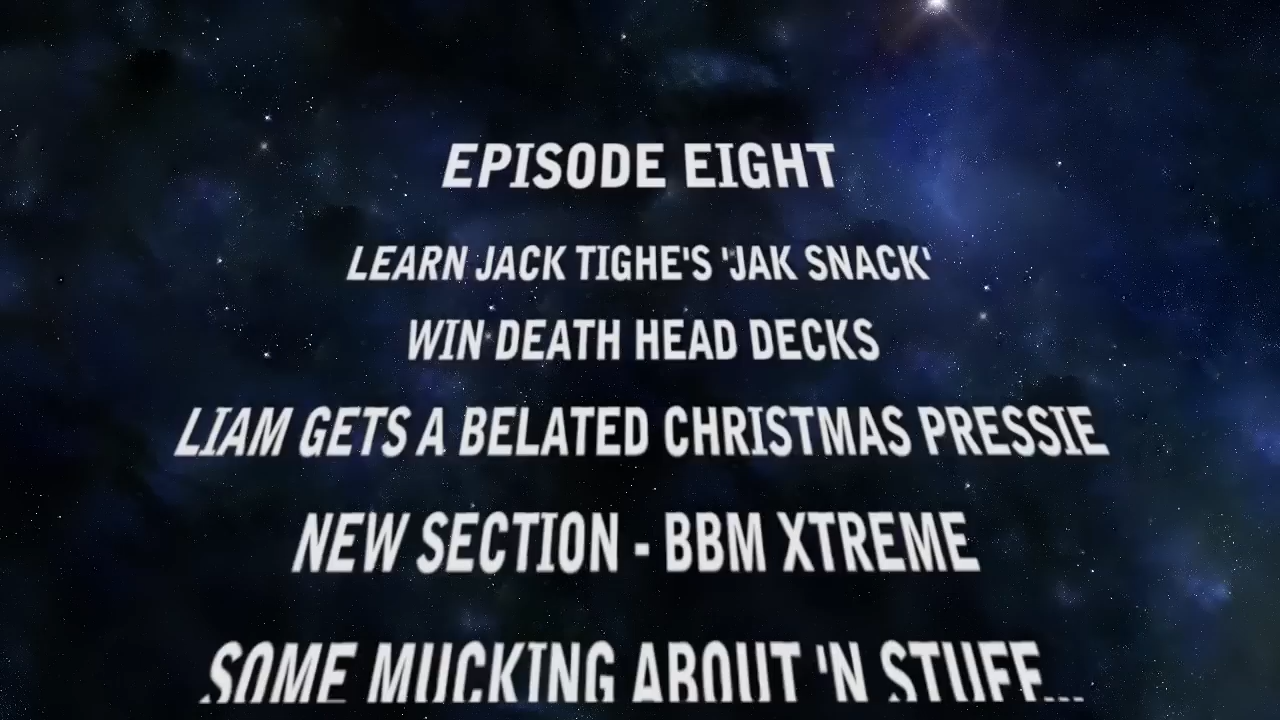 EPISODE EIGHT
LEARN JACK TIGHE'S 'JAK SNACK'
WIN DEATH HEAD DECKS
LIAM GETS A BELATED CHRISTMAS PRESSIE
NEW SECTION - BBM XTREME
SOME MUCKING ABOUT 'N STUFF...